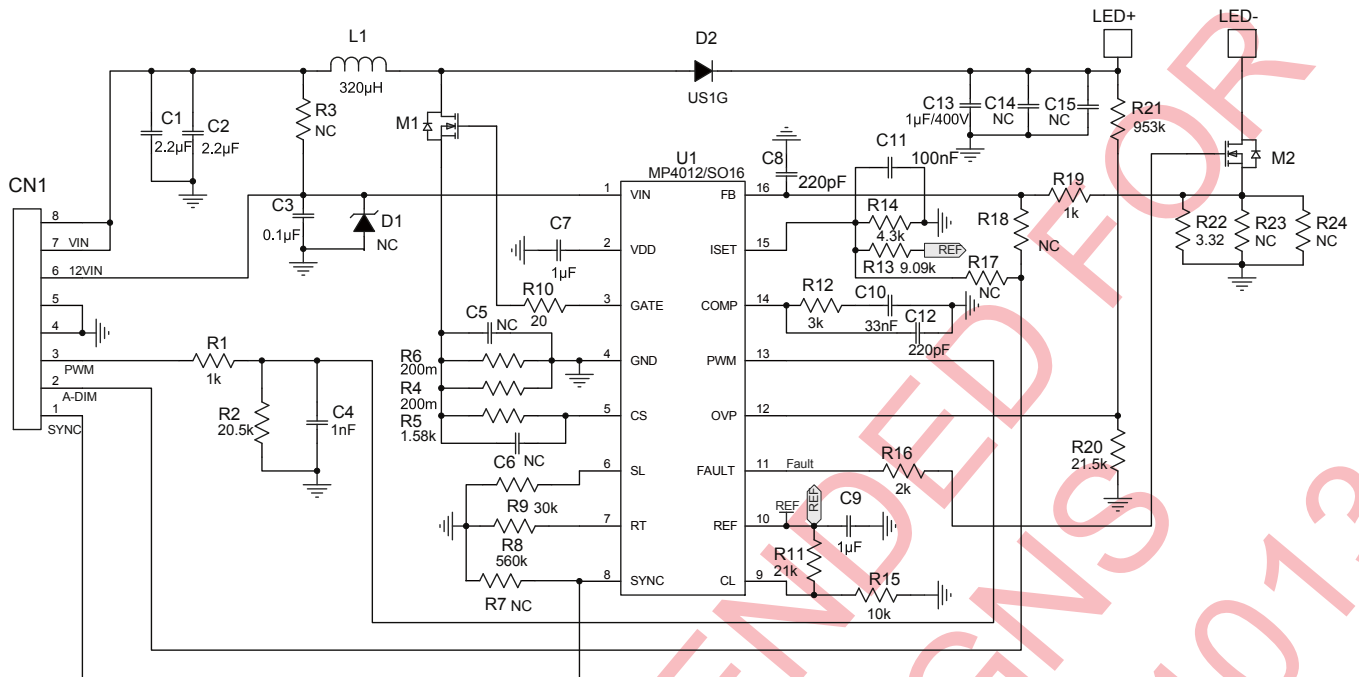 LED+
LED-
L1
320µH
D2
US1G
C1
2.2µF
C2
2.2µF
R3
NC
M1
C13
1µF/400V
C14
NC
C15
NC
R21
953k
M2
CN1
8
7
VIN
6
12VIN
5
4
3
PWM
2
A-DIM
1
SYNC
C3
0.1µF
D1
NC
U1
MP4012/SO16
C8
220pF
C11
100nF
1
VIN
FB
16
2
VDD
ISET
15
3
GATE
COMP
14
4
GND
PWM
13
5
CS
OVP
12
6
SL
FAULT
11
Fault
7
RT
REF
10
8
SYNC
CL
9
C7
1µF
R10
20
C5
NC
R6
200m
R4
200m
R5
1.58k
C6
NC
R9
30k
R8
560k
R7
NC
R1
1k
R2
20.5k
C4
1nF
R14
4.3k
R13
9.09k
REF
R17
NC
R18
NC
R19
1k
R22
3.32
R23
NC
R24
NC
R12
3k
C10
33nF
C12
220pF
R16
2k
R20
21.5k
REF
REF
C9
1µF
R11
21k
R15
10k
ENDED FOR
GNS
4013